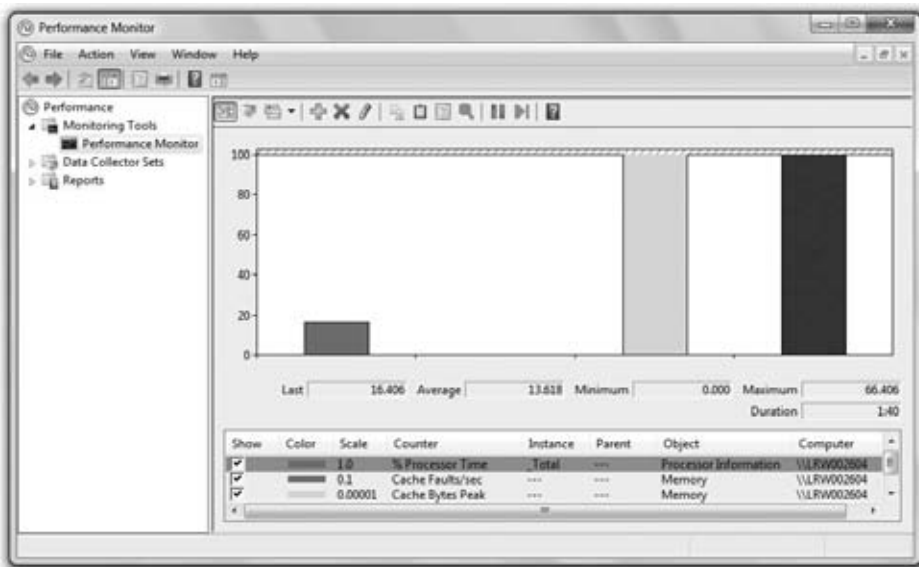 Performance Monitor
File Action View Window Help
Performance
Monitoring Tools
Performance Monitor
Data Collector Sets
Reports
100
80
60
40
20
0
Last 16.406 Average 13.618 Minimum 0.000 Maximum 66.406
Duration 1:40
Show Color Scale Counter Instance Parent Object Computer
1.0 % Processor Time _Total --- Processor Information \\LRW002604
0.1 Cache Faults/sec --- --- Memory \\LRW002604
0.00001 Cache Bytes Peak --- --- Memory \\LRW002604